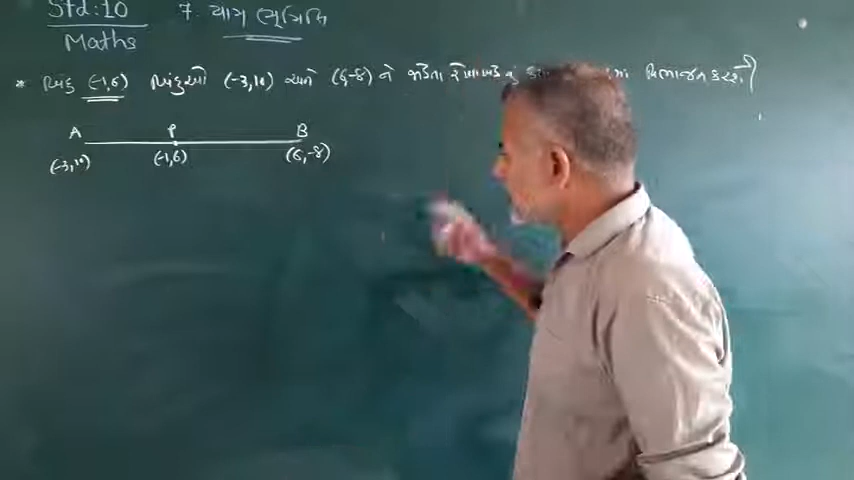 Std:10
Maths
7. યામ ભૂમિતિ
* બિંદુ (-1,6) બિંદુઓ (-3,10) અને (6,-8) ને જોડતા રેખાખંડનું વિભાજન કરશે?
A P B
(-3,10) (-1,6) (6,-8)